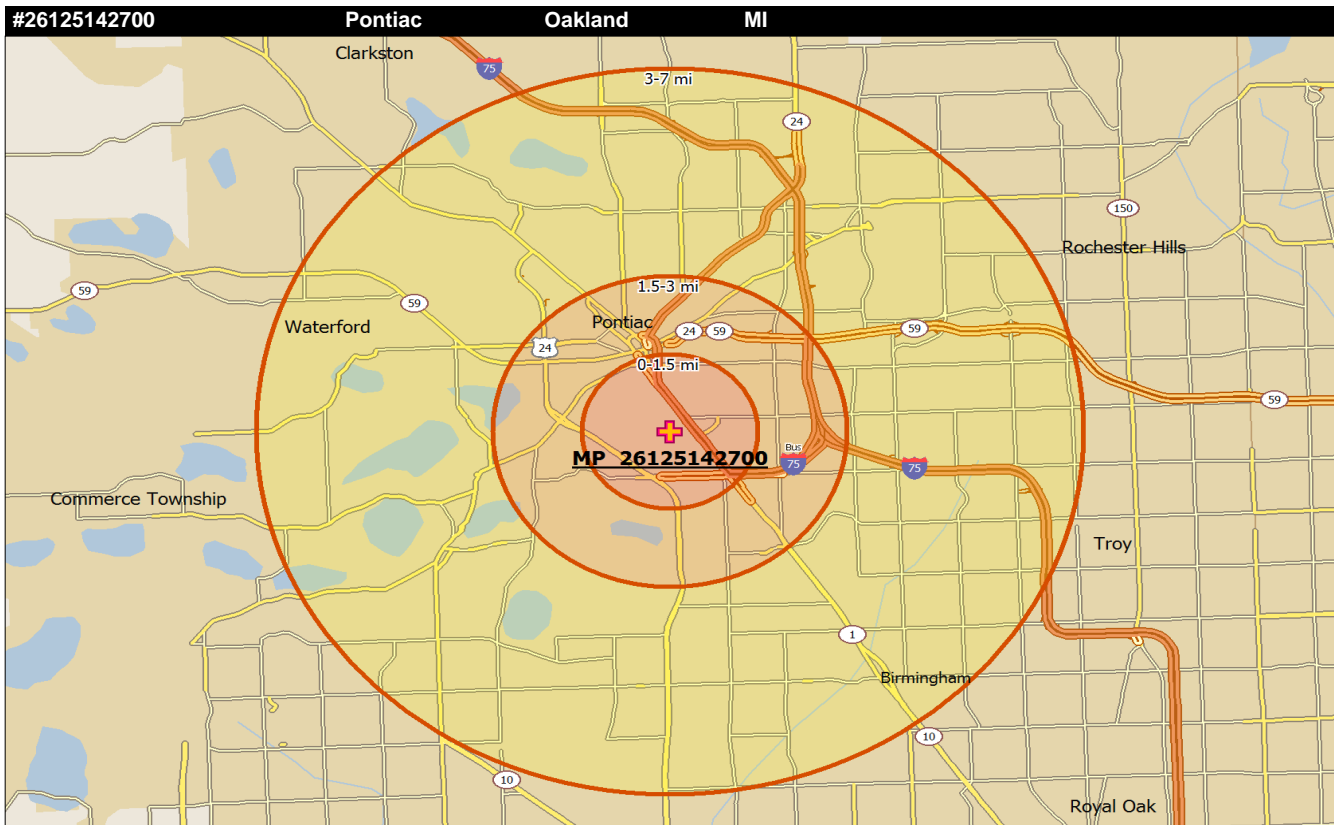 #26125142700 Pontiac Oakland MI
Clarkston
75
3-7 mi
24
150
Rochester Hills
59
59
1.5-3 mi
Waterford
Pontiac
24
59
59
24
0-1.5 mi
59
MP 26125142700
Bus
75
75
Commerce Township
Troy
1
Birmingham
10
10
Royal Oak